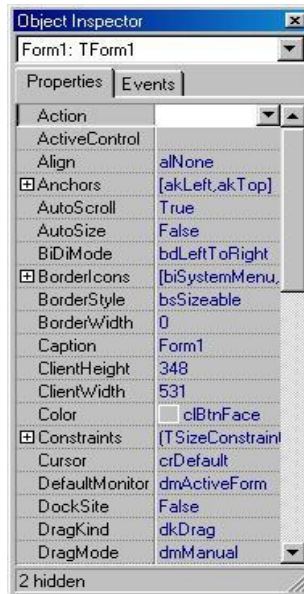 Object Inspector
Form1: TForm1
Properties Events
Action
ActiveControl
Align alNone
Anchors [akLeft,akTop]
AutoScroll True
AutoSize False
BiDiMode bdLeftToRight
BorderIcons [biSystemMenu,
BorderStyle bsSizeable
BorderWidth 0
Caption Form1
ClientHeight 348
ClientWidth 531
Color clBtnFace
Constraints (TSizeConstraint
Cursor crDefault
DefaultMonitor dmActiveForm
DockSite False
DragKind dkDrag
DragMode dmManual
2 hidden